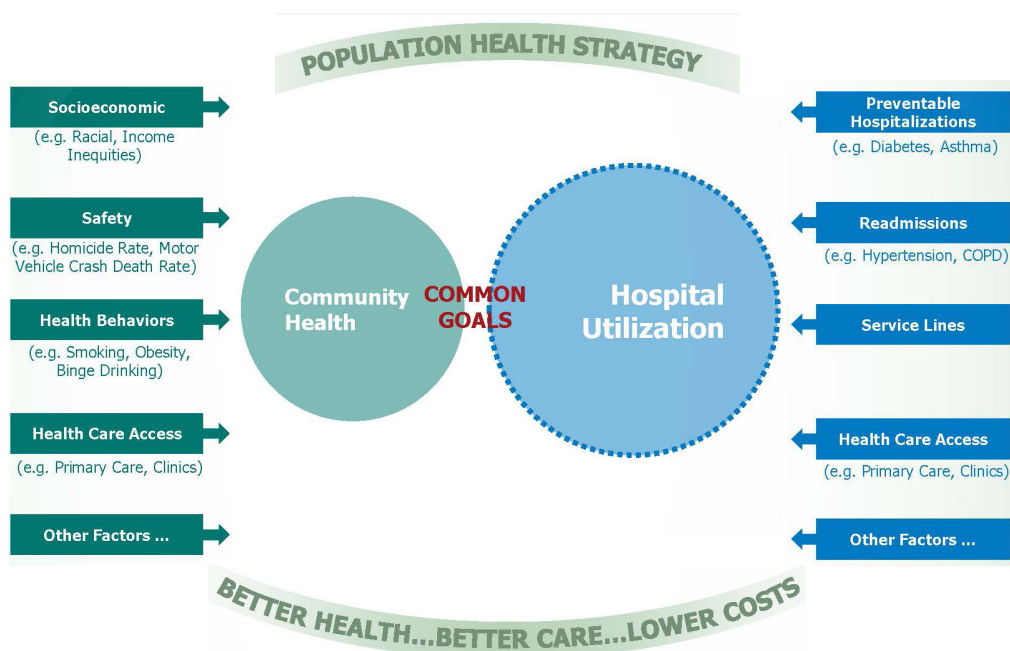 POPULATION HEALTH STRATEGY
Socioeconomic
(e.g. Racial, Income
Inequities)
Safety
(e.g. Homicide Rate, Motor
Vehicle Crash Death Rate)
Health Behaviors
(e.g. Smoking, Obesity,
Binge Drinking)
Health Care Access
(e.g. Primary Care, Clinics)
Other Factors ...
Community
Health
COMMON
GOALS
Hospital
Utilization
Preventable
Hospitalizations
(e.g. Diabetes, Asthma)
Readmissions
(e.g. Hypertension, COPD)
Service Lines
Health Care Access
(e.g. Primary Care, Clinics)
Other Factors ...
BETTER HEALTH...BETTER CARE...LOWER COSTS